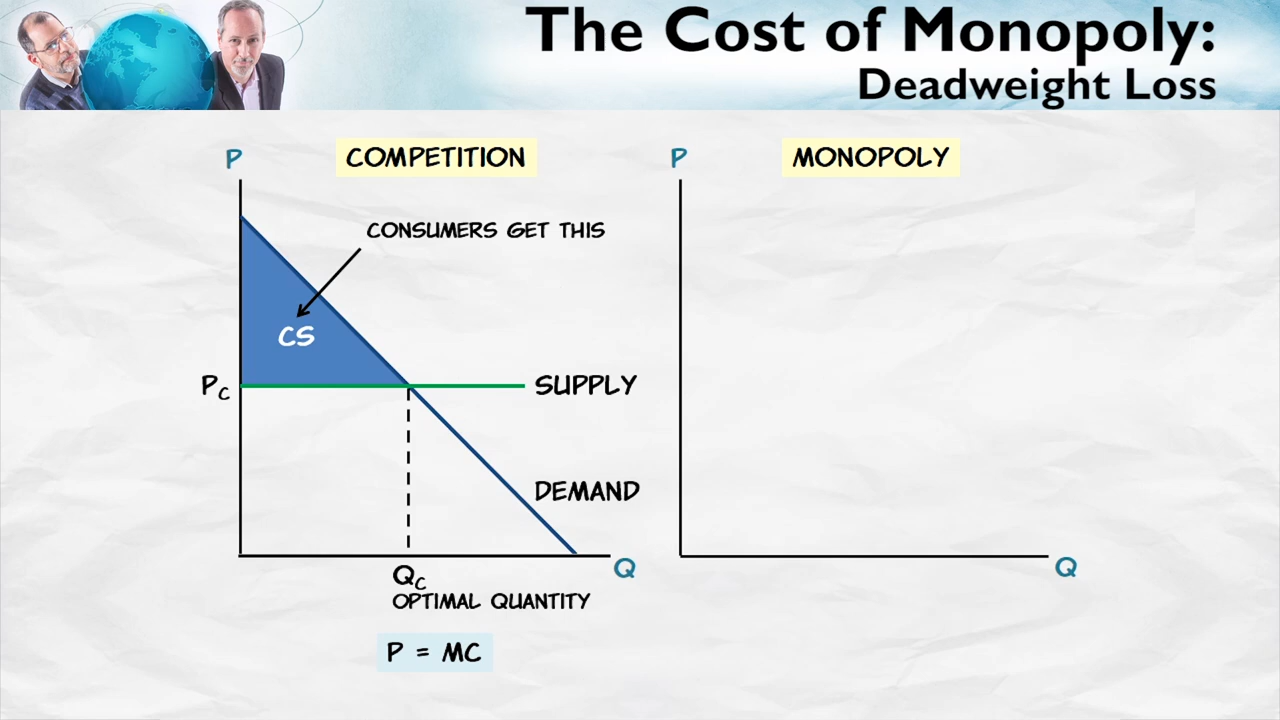 The Cost of Monopoly:
Deadweight Loss
P
COMPETITION
CONSUMERS GET THIS
CS
PC
SUPPLY
DEMAND
QC
Q
OPTIMAL QUANTITY
P = MC
P
MONOPOLY
Q